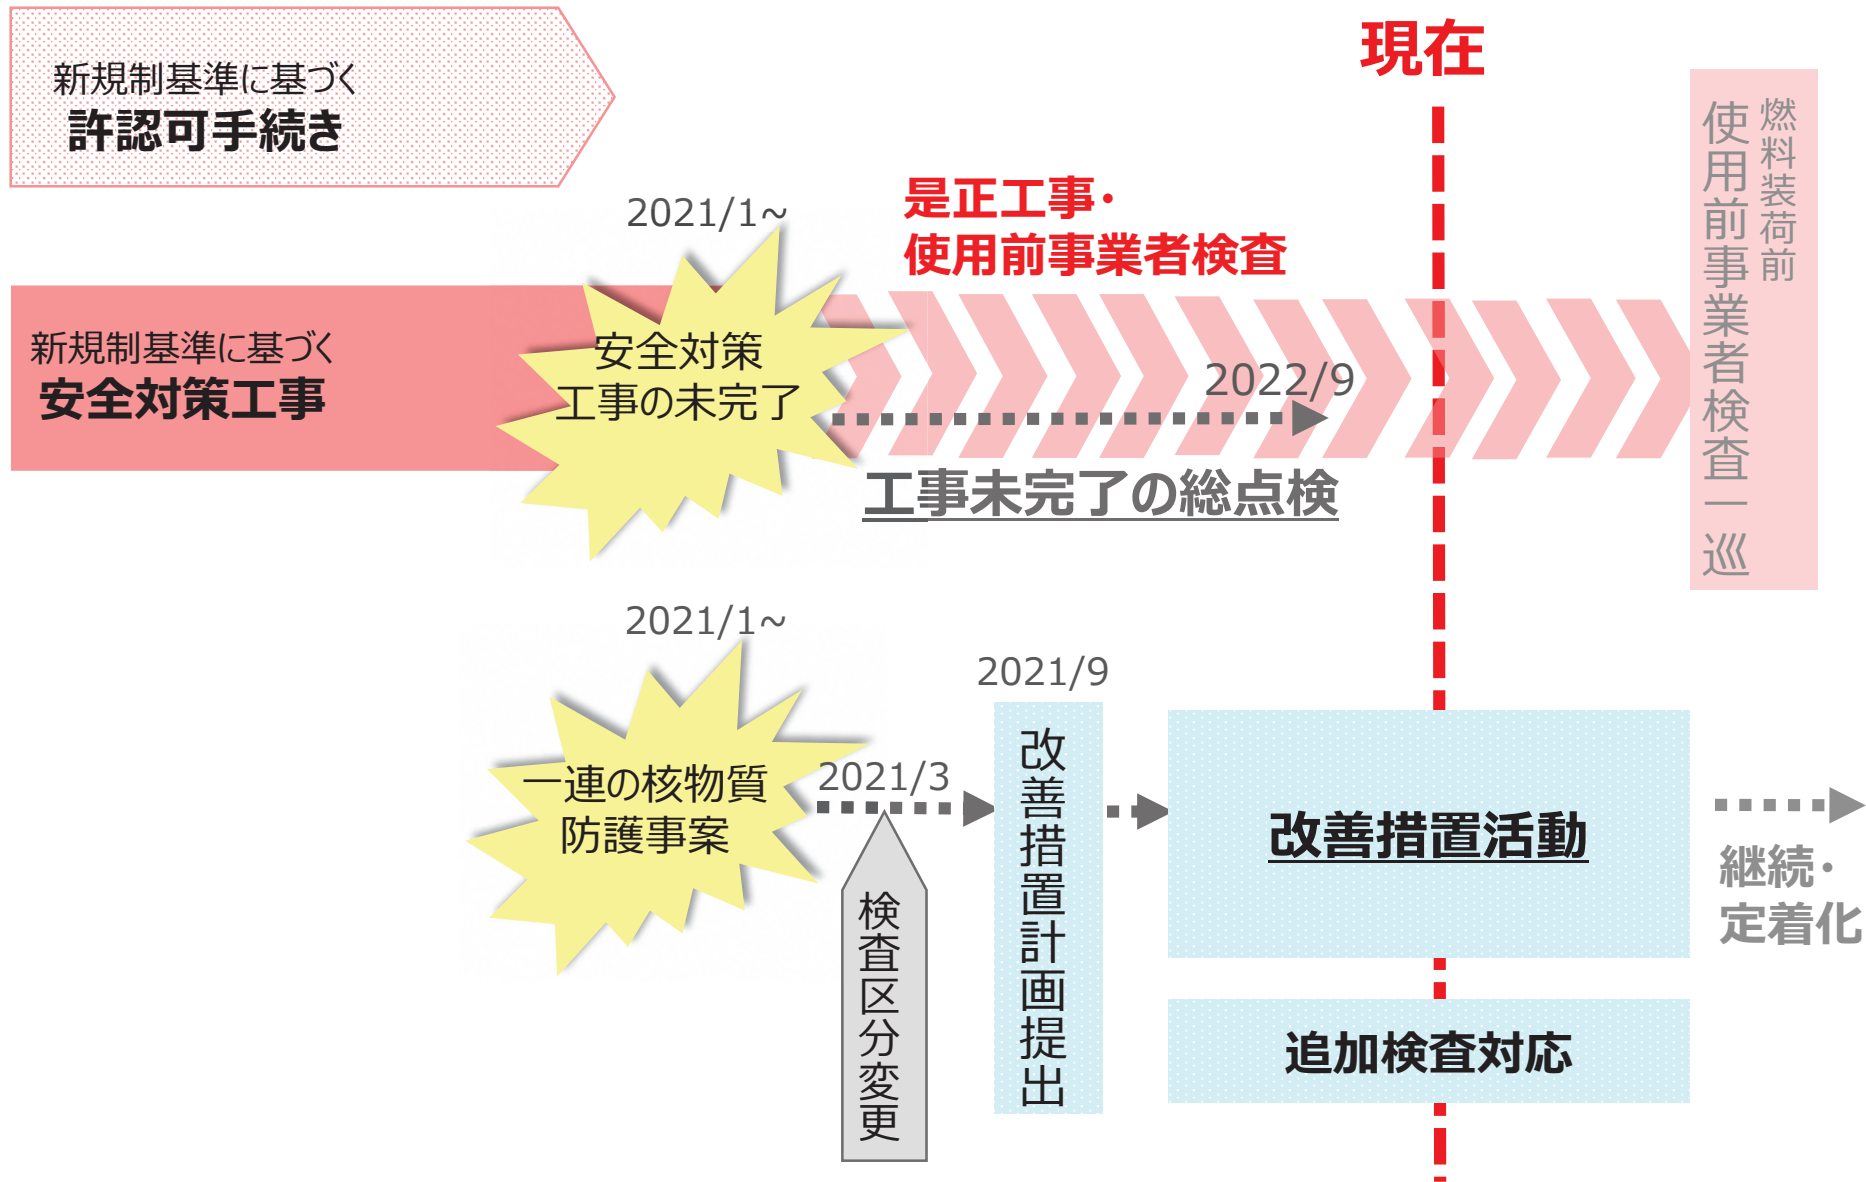 現在
新規制基準に基づく
許認可手続き
2021/1~
是正工事・
使用前事業者検査
燃料装荷前
使用前事業者検査一巡
新規制基準に基づく
安全対策工事
安全対策
工事の未完了
2022/9
工事未完了の総点検
2021/1~
一連の核物質
防護事案
2021/3
検査区分変更
2021/9
改善措置計画提出
改善措置活動
追加検査対応
継続・
定着化